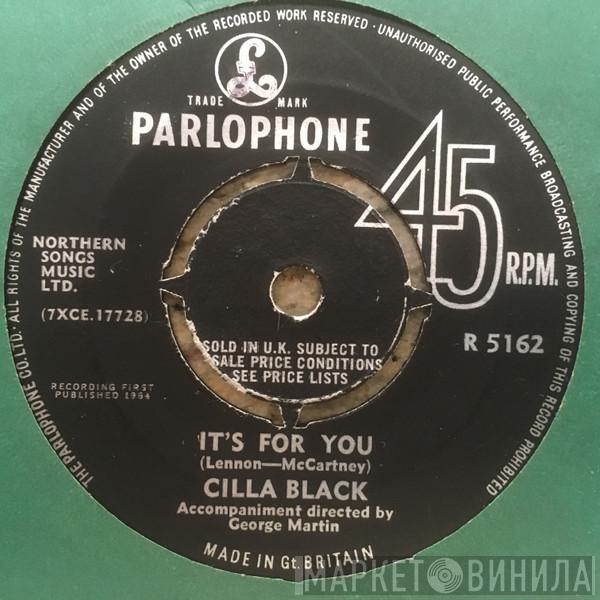 THE PARLOPHONE CO. LTD. · ALL RIGHTS OF THE MANUFACTURER AND OF THE OWNER OF THE RECORDED WORK RESERVED · UNAUTHORISED PUBLIC PERFORMANCE BROADCASTING AND COPYING OF THIS RECORD PROHIBITED
£
TRADE MARK
PARLOPHONE
45
R.P.M.
NORTHERN
SONGS
MUSIC
LTD.
(7XCE.17728)
R 5162
SOLD IN U.K. SUBJECT TO
SALE PRICE CONDITIONS
SEE PRICE LISTS
RECORDING FIRST
PUBLISHED 1964
IT'S FOR YOU
(Lennon—McCartney)
CILLA BLACK
Accompaniment directed by
George Martin
MADE IN Gt. BRITAIN
МАРКЕТ ВИНИЛА